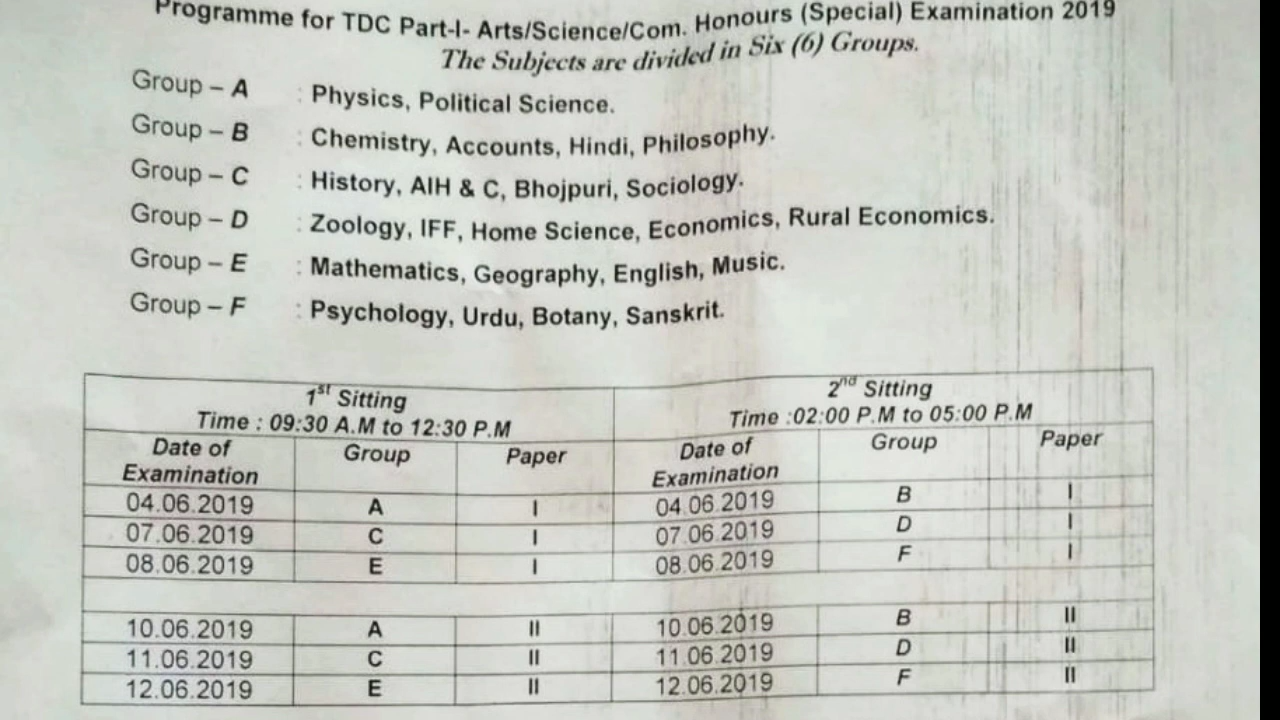 Programme for TDC Part-I- Arts/Science/Com. Honours (Special) Examination 2019
The Subjects are divided in Six (6) Groups.
Group – A : Physics, Political Science.
Group – B : Chemistry, Accounts, Hindi, Philosophy.
Group – C : History, AIH & C, Bhojpuri, Sociology.
Group – D : Zoology, IFF, Home Science, Economics, Rural Economics.
Group – E : Mathematics, Geography, English, Music.
Group – F : Psychology, Urdu, Botany, Sanskrit.
1st Sitting 2nd Sitting
Time : 09:30 A.M to 12:30 P.M Time :02:00 P.M to 05:00 P.M
Date of Group Paper Date of Group Paper
Examination Examination
04.06.2019 A I 04.06.2019 B I
07.06.2019 C I 07.06.2019 D I
08.06.2019 E I 08.06.2019 F I
10.06.2019 A II 10.06.2019 B II
11.06.2019 C II 11.06.2019 D II
12.06.2019 E II 12.06.2019 F II